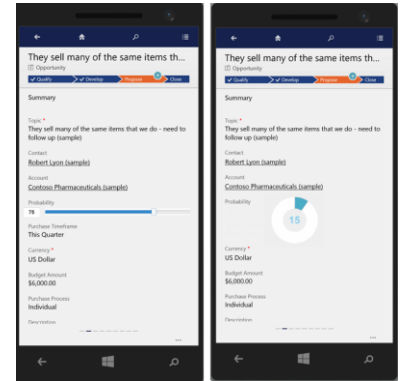 They sell many of the same items th...
Opportunity
Qualify
Develop
Propose
Close
Summary
Topic *
They sell many of the same items that we do - need to
follow up (sample)
Contact
Robert Lyon (sample)
Account
Contoso Pharmaceuticals (sample)
Probability
78
Purchase Timeframe
This Quarter
Currency *
US Dollar
Budget Amount
$6,000.00
Purchase Process
Individual
Description
...
They sell many of the same items th...
Opportunity
Qualify
Develop
Propose
Close
Summary
Topic *
They sell many of the same items that we do - need to
follow up (sample)
Contact
Robert Lyon (sample)
Account
Contoso Pharmaceuticals (sample)
Probability
15
Currency *
US Dollar
Budget Amount
$6,000.00
Purchase Process
Individual
Description
...